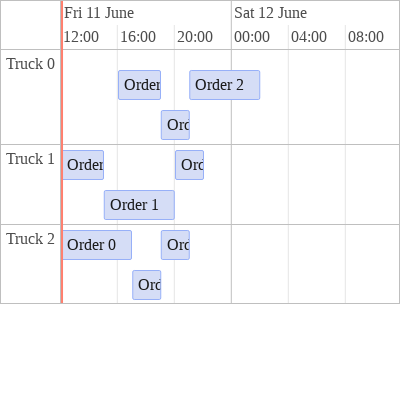 Fri 11 June Sat 12 June
12:00 16:00 20:00 00:00 04:00 08:00
Truck 0
Order Order 2
Ord
Truck 1
Order Ord
Order 1
Truck 2
Order 0 Ord
Ord